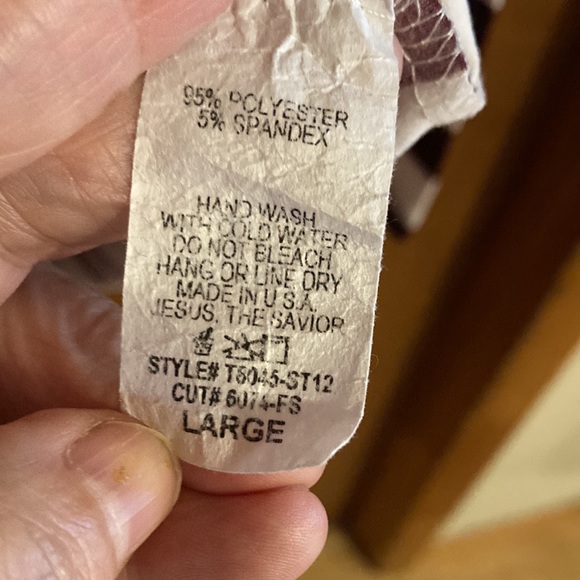 95% POLYESTER
5% SPANDEX
HAND WASH
WITH COLD WATER
DO NOT BLEACH
HANG OR LINE DRY
MADE IN U.S.A.
JESUS, THE SAVIOR
STYLE# T6045-ST12
CUT# 6074-FS
LARGE